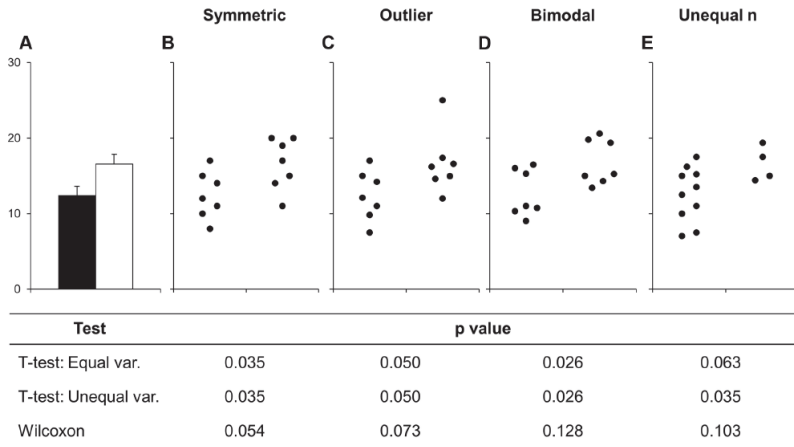 Symmetric Outlier Bimodal Unequal n
A B C D E
30
20
10
0
Test p value
T-test: Equal var. 0.035 0.050 0.026 0.063
T-test: Unequal var. 0.035 0.050 0.026 0.035
Wilcoxon 0.054 0.073 0.128 0.103